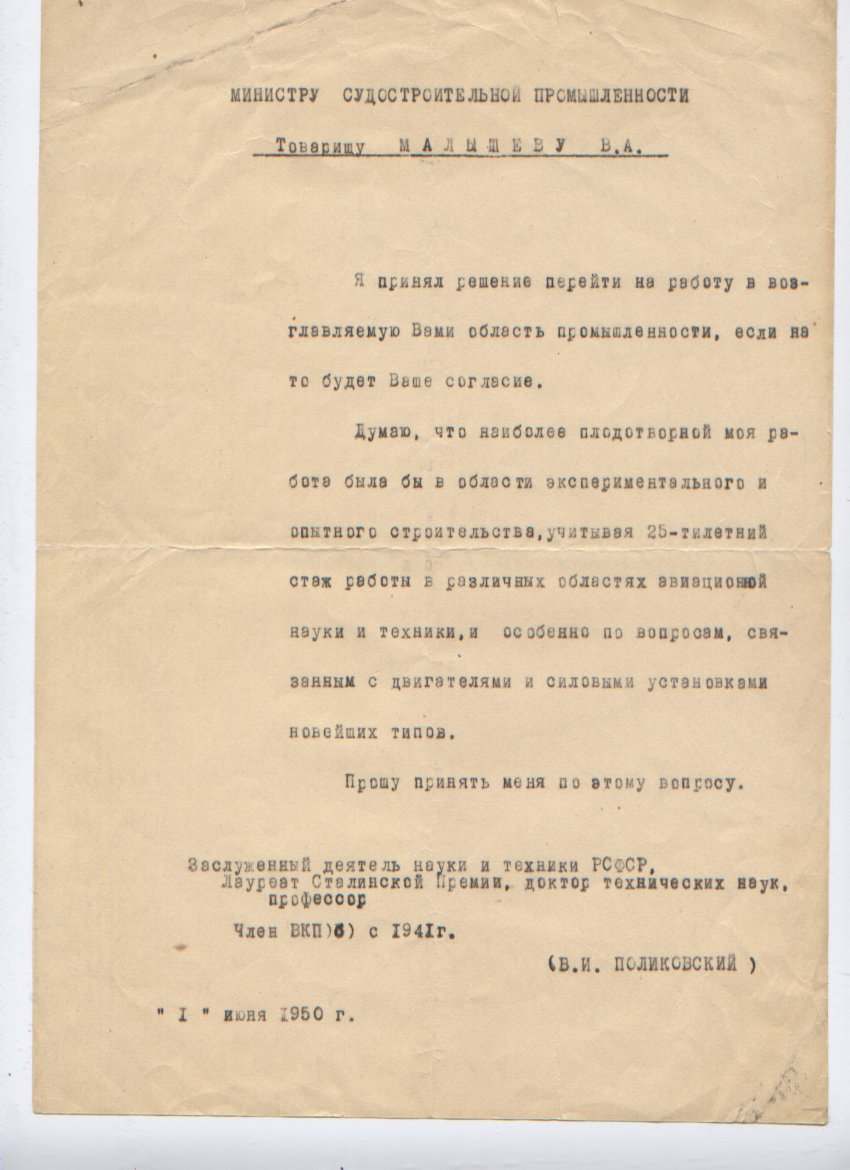 МИНИСТРУ СУДОСТРОИТЕЛЬНОЙ ПРОМЫШЛЕННОСТИ
Товарищу МАЛЫШЕВУ В.А.
Я принял решение перейти на работу в воз-
главляемую Вами область промышленности, если на
то будет Ваше согласие.
Думаю, что наиболее плодотворной моя ра-
бота была бы в области экспериментального и
опытного строительства,учитывая 25-тилетний
стаж работы в различных областях авиационной
науки и техники,и особенно по вопросам, свя-
занным с двигателями и силовыми установками
новейших типов.
Прошу принять меня по этому вопросу.
Заслуженный деятель науки и техники РСФСР,
Лауреат Сталинской Премии, доктор технических наук,
профессор
Член ВКП)б) с 1941г.
(В.И. ПОЛИКОВСКИЙ )
" I " июня 1950 г.